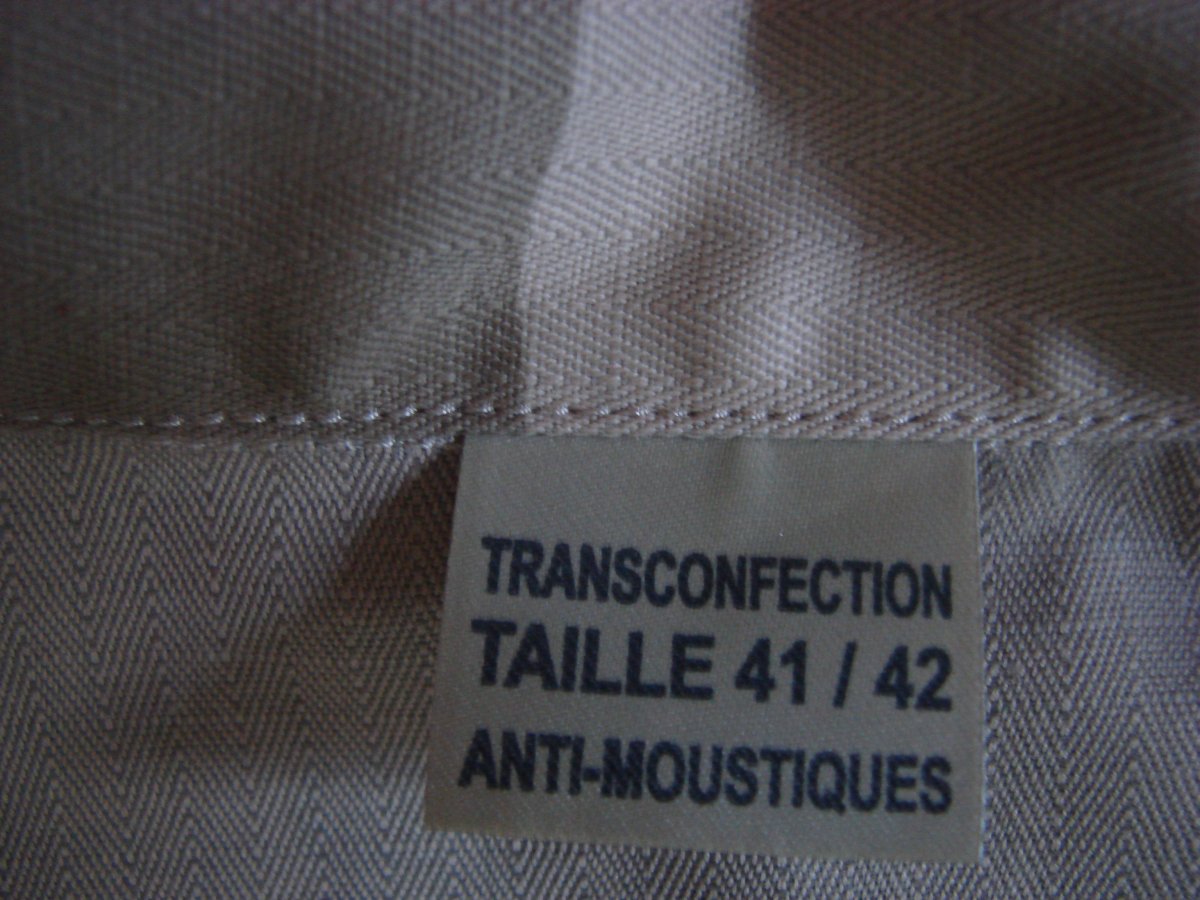 TRANSCONFECTION
TAILLE 41 / 42
ANTI-MOUSTIQUES